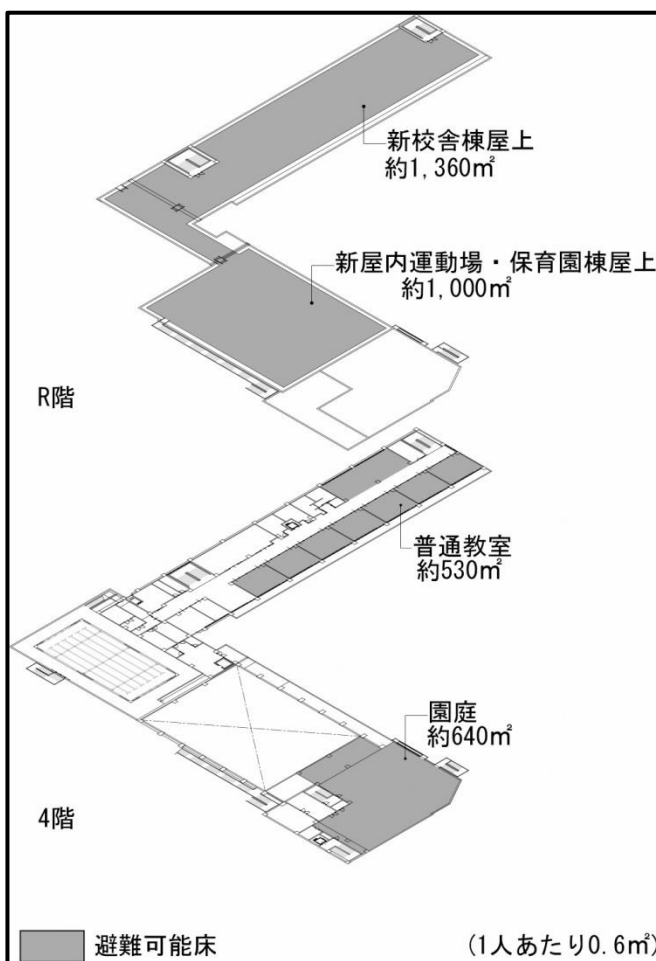 新校舎棟屋上
約1,360㎡
新屋内運動場・保育園棟屋上
約1,000㎡
R階
普通教室
約530㎡
園庭
約640㎡
4階
避難可能床
(1人あたり0.6㎡)